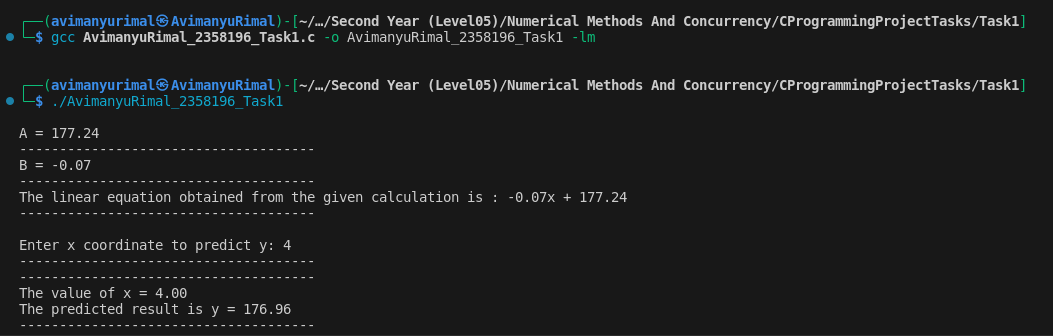 ┌──(avimanyurimal㉿AvimanyuRimal)-[~/…/Second Year (Level05)/Numerical Methods And Concurrency/CProgrammingProjectTasks/Task1]
└─$ gcc AvimanyuRimal_2358196_Task1.c -o AvimanyuRimal_2358196_Task1 -lm
┌──(avimanyurimal㉿AvimanyuRimal)-[~/…/Second Year (Level05)/Numerical Methods And Concurrency/CProgrammingProjectTasks/Task1]
└─$ ./AvimanyuRimal_2358196_Task1
A = 177.24
-------------------------------------
B = -0.07
-------------------------------------
The linear equation obtained from the given calculation is : -0.07x + 177.24
-------------------------------------
Enter x coordinate to predict y: 4
-------------------------------------
-------------------------------------
The value of x = 4.00
The predicted result is y = 176.96
-------------------------------------